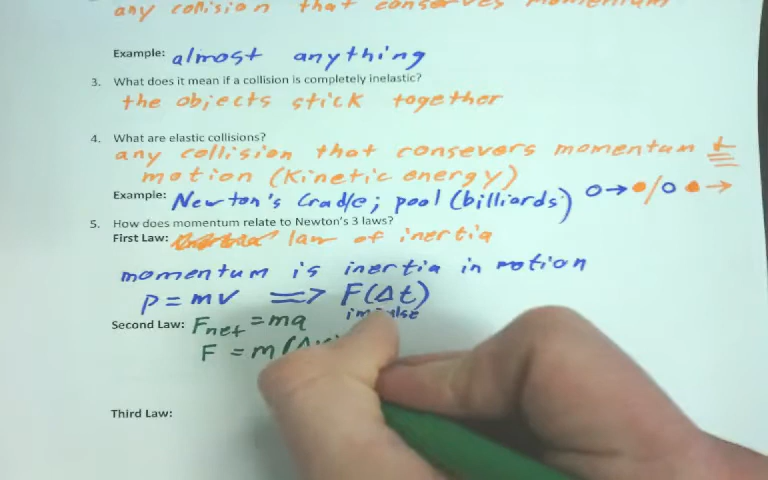 any collision that conserves momentum
Example: almost anything
3. What does it mean if a collision is completely inelastic?
the objects stick together
4. What are elastic collisions?
any collision that consevers momentum +
motion (kinetic energy)
Example: Newton's Cradle; pool (billiards)
5. How does momentum relate to Newton's 3 laws?
First Law: law of inertia
momentum is inertia in motion
p = mv => F(Δt)
impulse
Second Law: Fnet = ma
F = m(Δv
Third Law: